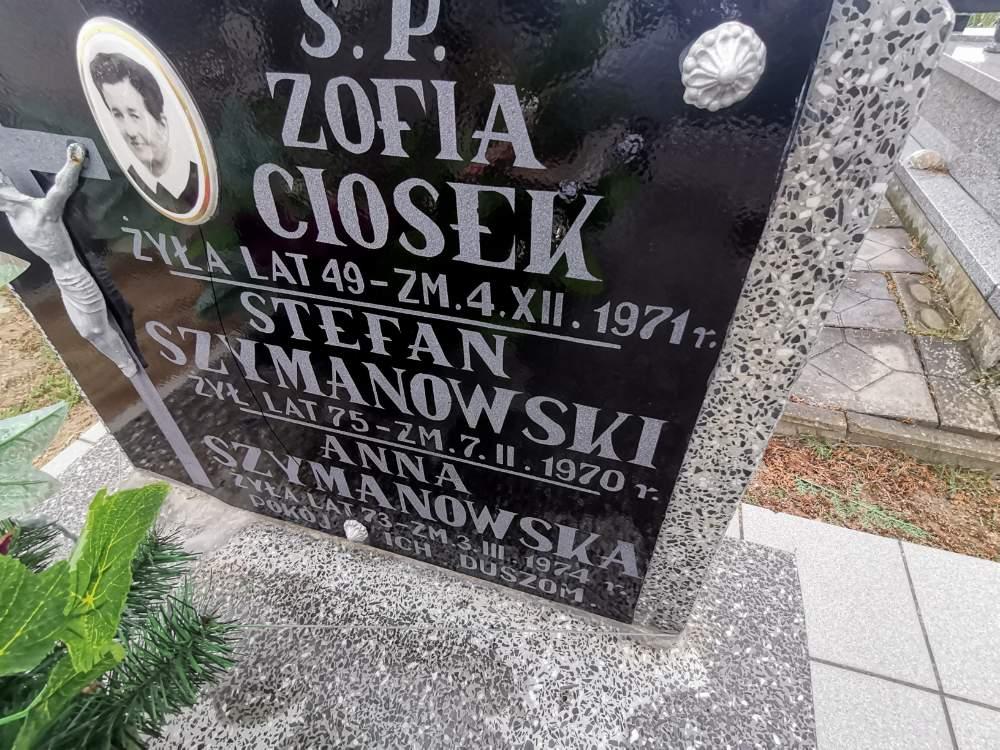 Ś. P.
ZOFIA
CIOSEK
ŻYŁA LAT 49 - ZM. 4. XII. 1971 r.
STEFAN
SZYMANOWSKI
ŻYŁ LAT 75 - ZM. 7. II. 1970 r.
ANNA
SZYMANOWSKA
ŻYŁA LAT 73 - ZM. 3. III. 1974 r.
POKÓJ ICH DUSZOM.